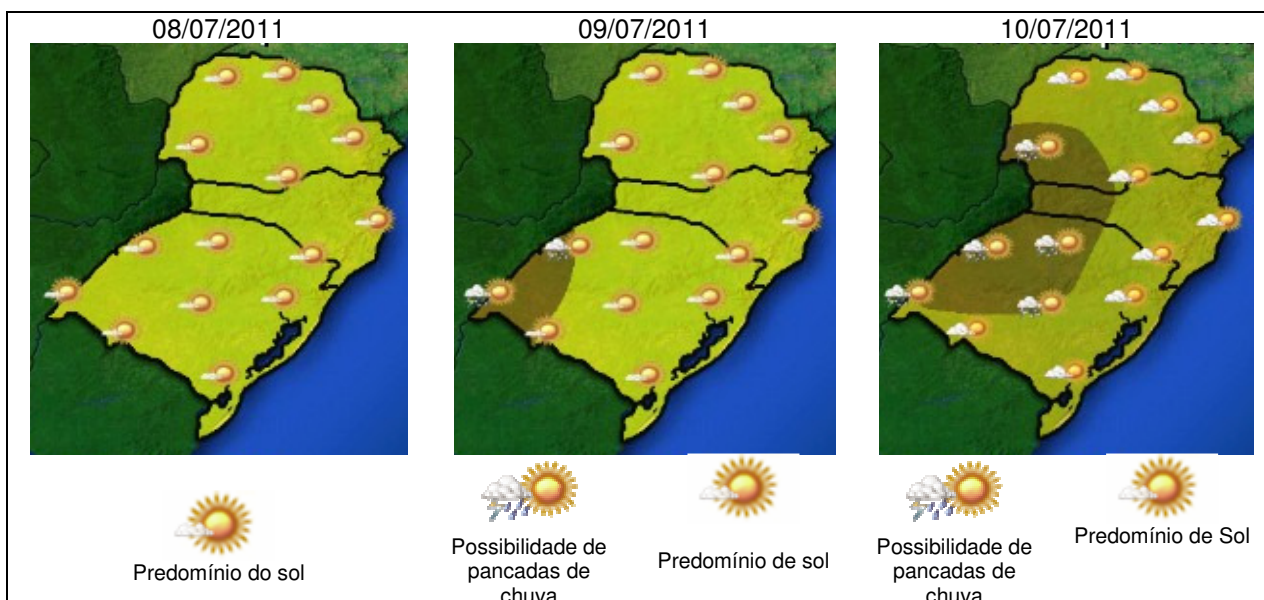 08/07/2011
09/07/2011
10/07/2011
Predomínio do sol
Possibilidade de
pancadas de
chuva
Predomínio de sol
Possibilidade de
pancadas de
chuva
Predomínio de Sol